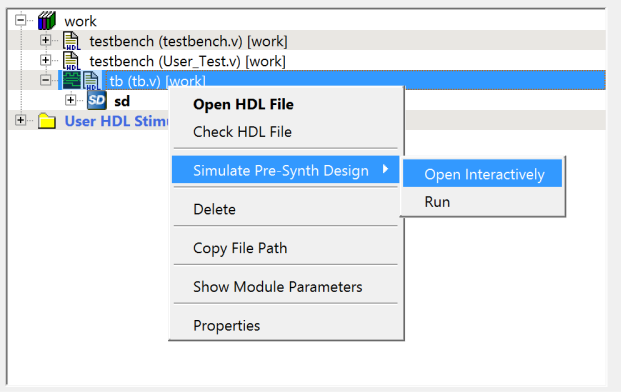 work
testbench (testbench.v) [work]
testbench (User_Test.v) [work]
tb (tb.v) [work]
SD sd
User HDL Stimu
Open HDL File
Check HDL File
Simulate Pre-Synth Design
Open Interactively
Run
Delete
Copy File Path
Show Module Parameters
Properties